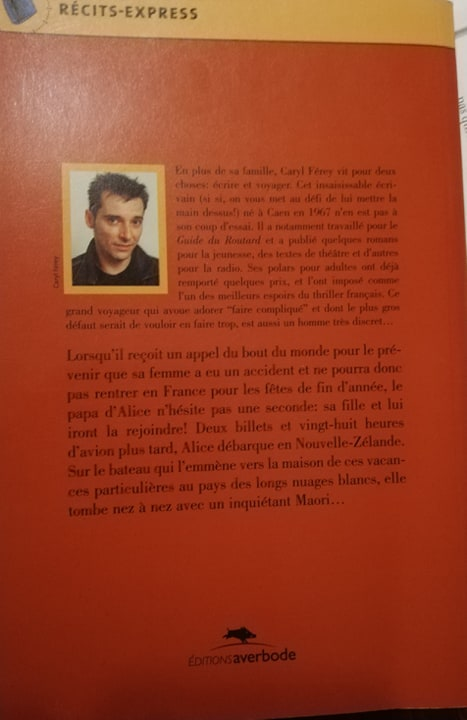 RÉCITS-EXPRESS
En plus de sa famille, Caryl Férey vit pour deux
choses: écrire et voyager. Cet insaisissable écri-
vain (si si, on vous met au défi de lui mettre la
main dessus!) né à Caen en 1967 n'en est pas à
son coup d'essai. Il a notamment travaillé pour le
Guide du Routard et a publié quelques romans
pour la jeunesse, des textes de théâtre et d'autres
pour la radio. Ses polars pour adultes ont déjà
remporté quelques prix, et l'ont imposé comme
l'un des meilleurs espoirs du thriller français. Ce
grand voyageur qui avoue adorer "faire compliqué" et dont le plus gros
défaut serait de vouloir en faire trop, est aussi un homme très discret…
Caryl Férey
Lorsqu'il reçoit un appel du bout du monde pour le pré-
venir que sa femme a eu un accident et ne pourra donc
pas rentrer en France pour les fêtes de fin d'année, le
papa d'Alice n'hésite pas une seconde: sa fille et lui
iront la rejoindre! Deux billets et vingt-huit heures
d'avion plus tard, Alice débarque en Nouvelle-Zélande.
Sur le bateau qui l'emmène vers la maison de ces vacan-
ces particulières au pays des longs nuages blancs, elle
tombe nez à nez avec un inquiétant Maori…
ÉDITIONS averbode